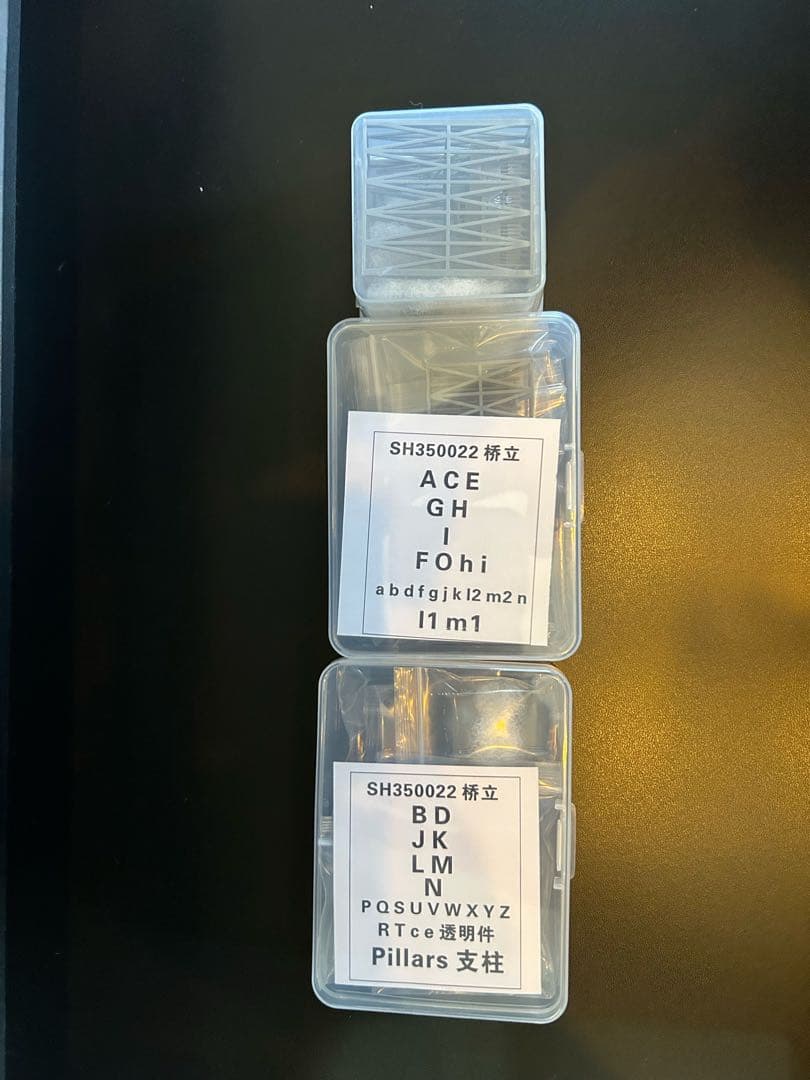 SH350022 桥立
A C E
G H
I
F O h i
a b d f g j k l2 m2 n
l1 m1
SH350022 桥立
B D
J K
L M
N
P Q S U V W X Y Z
R T c e 透明件
Pillars 支柱